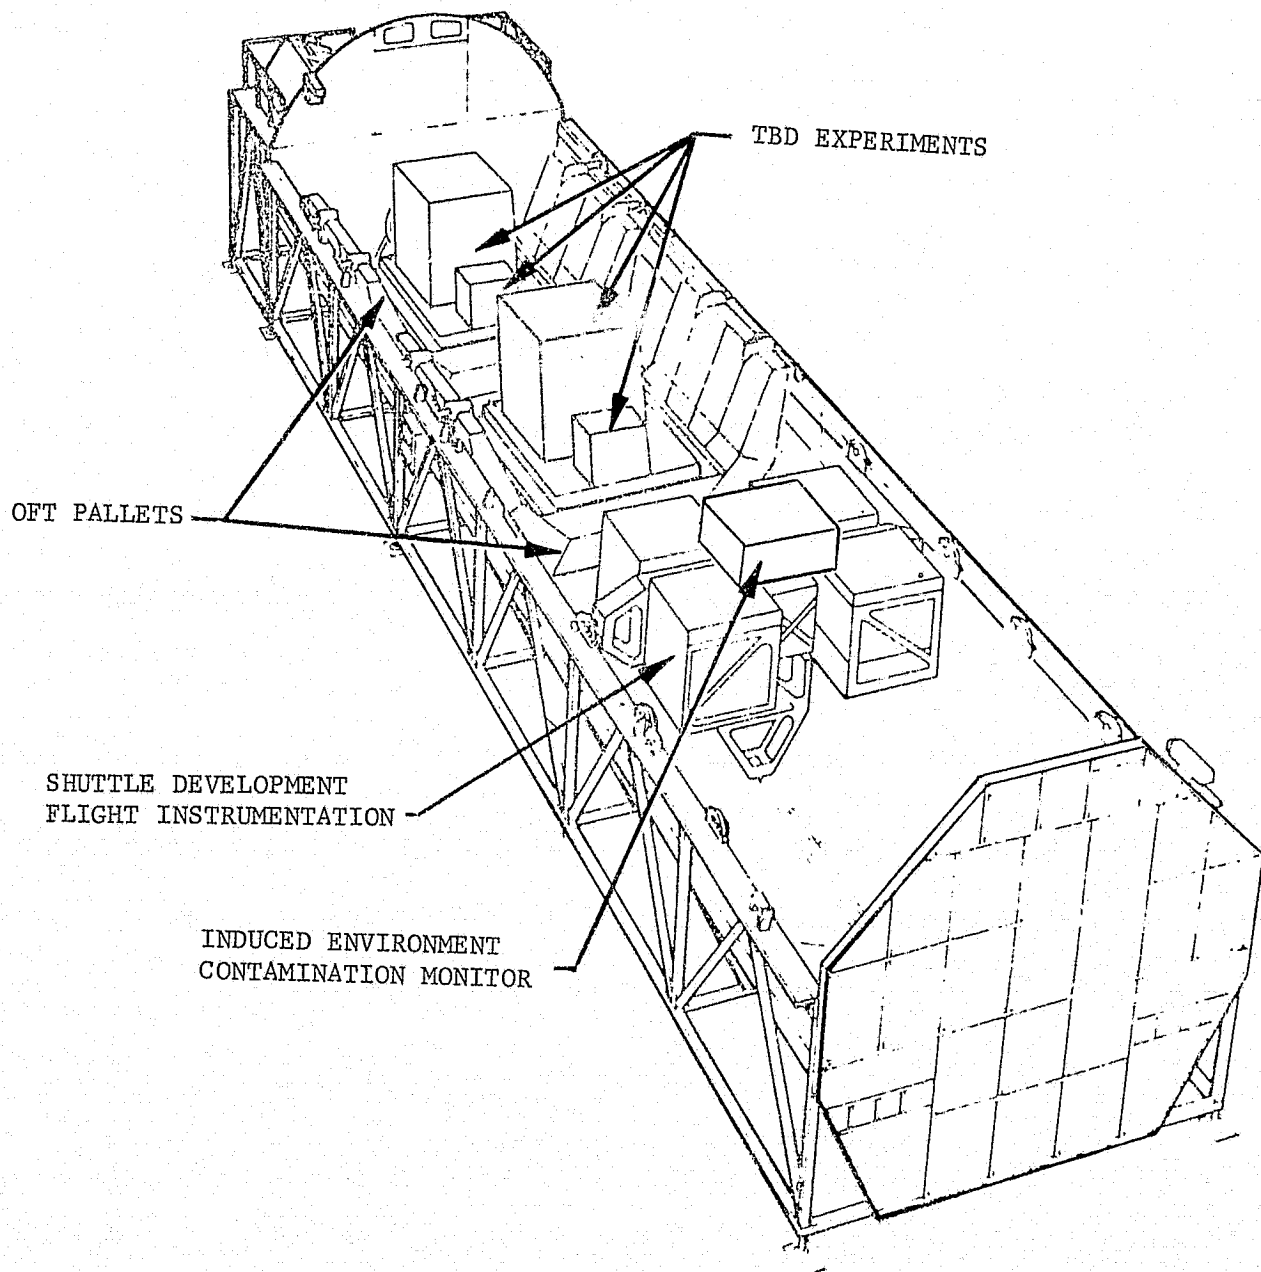 TBD EXPERIMENTS
OFT PALLETS
SHUTTLE DEVELOPMENT
FLIGHT INSTRUMENTATION
INDUCED ENVIRONMENT
CONTAMINATION MONITOR